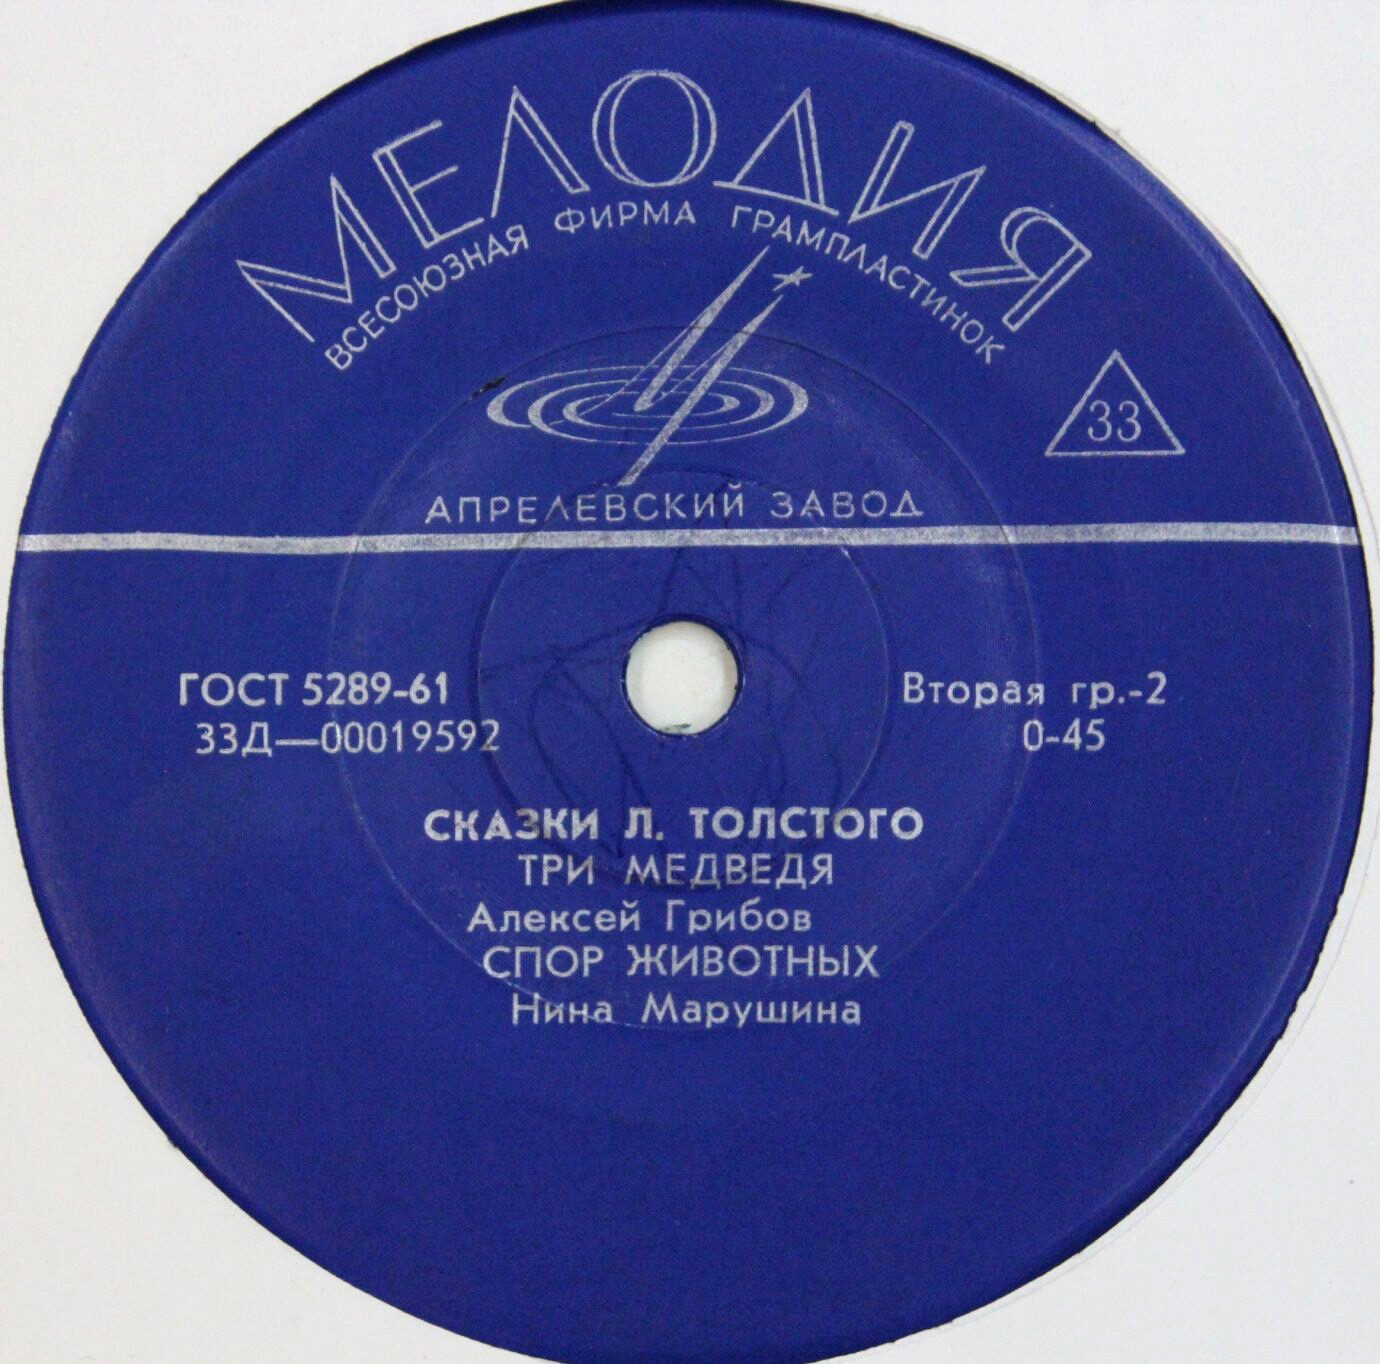 МЕЛОДИЯ
ВСЕСОЮЗНАЯ ФИРМА ГРАМПЛАСТИНОК
33
АПРЕЛЕВСКИЙ ЗАВОД
ГОСТ 5289-61
33Д—00019592
Вторая гр.-2
0-45
СКАЗКИ Л. ТОЛСТОГО
ТРИ МЕДВЕДЯ
Алексей Грибов
СПОР ЖИВОТНЫХ
Нина Марушина